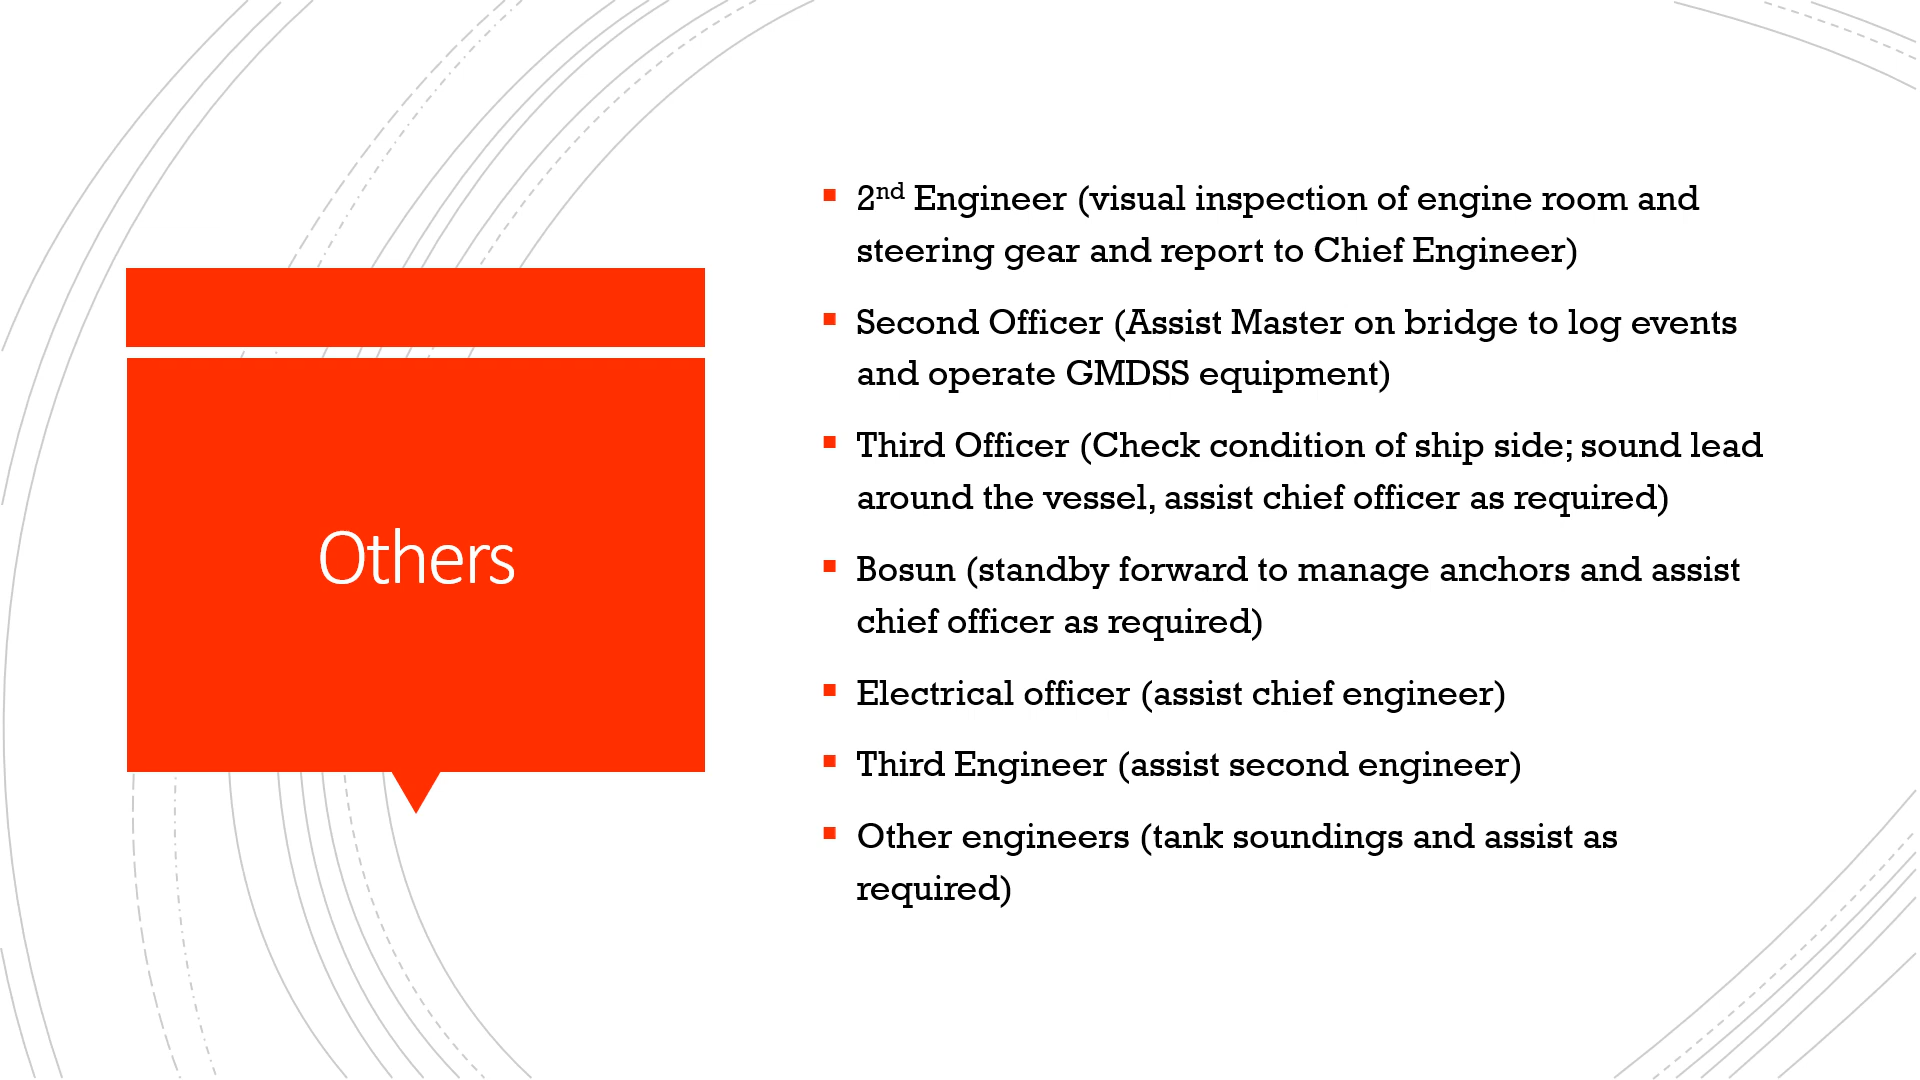 Others
2nd Engineer (visual inspection of engine room and
steering gear and report to Chief Engineer)
Second Officer (Assist Master on bridge to log events
and operate GMDSS equipment)
Third Officer (Check condition of ship side; sound lead
around the vessel, assist chief officer as required)
Bosun (standby forward to manage anchors and assist
chief officer as required)
Electrical officer (assist chief engineer)
Third Engineer (assist second engineer)
Other engineers (tank soundings and assist as
required)